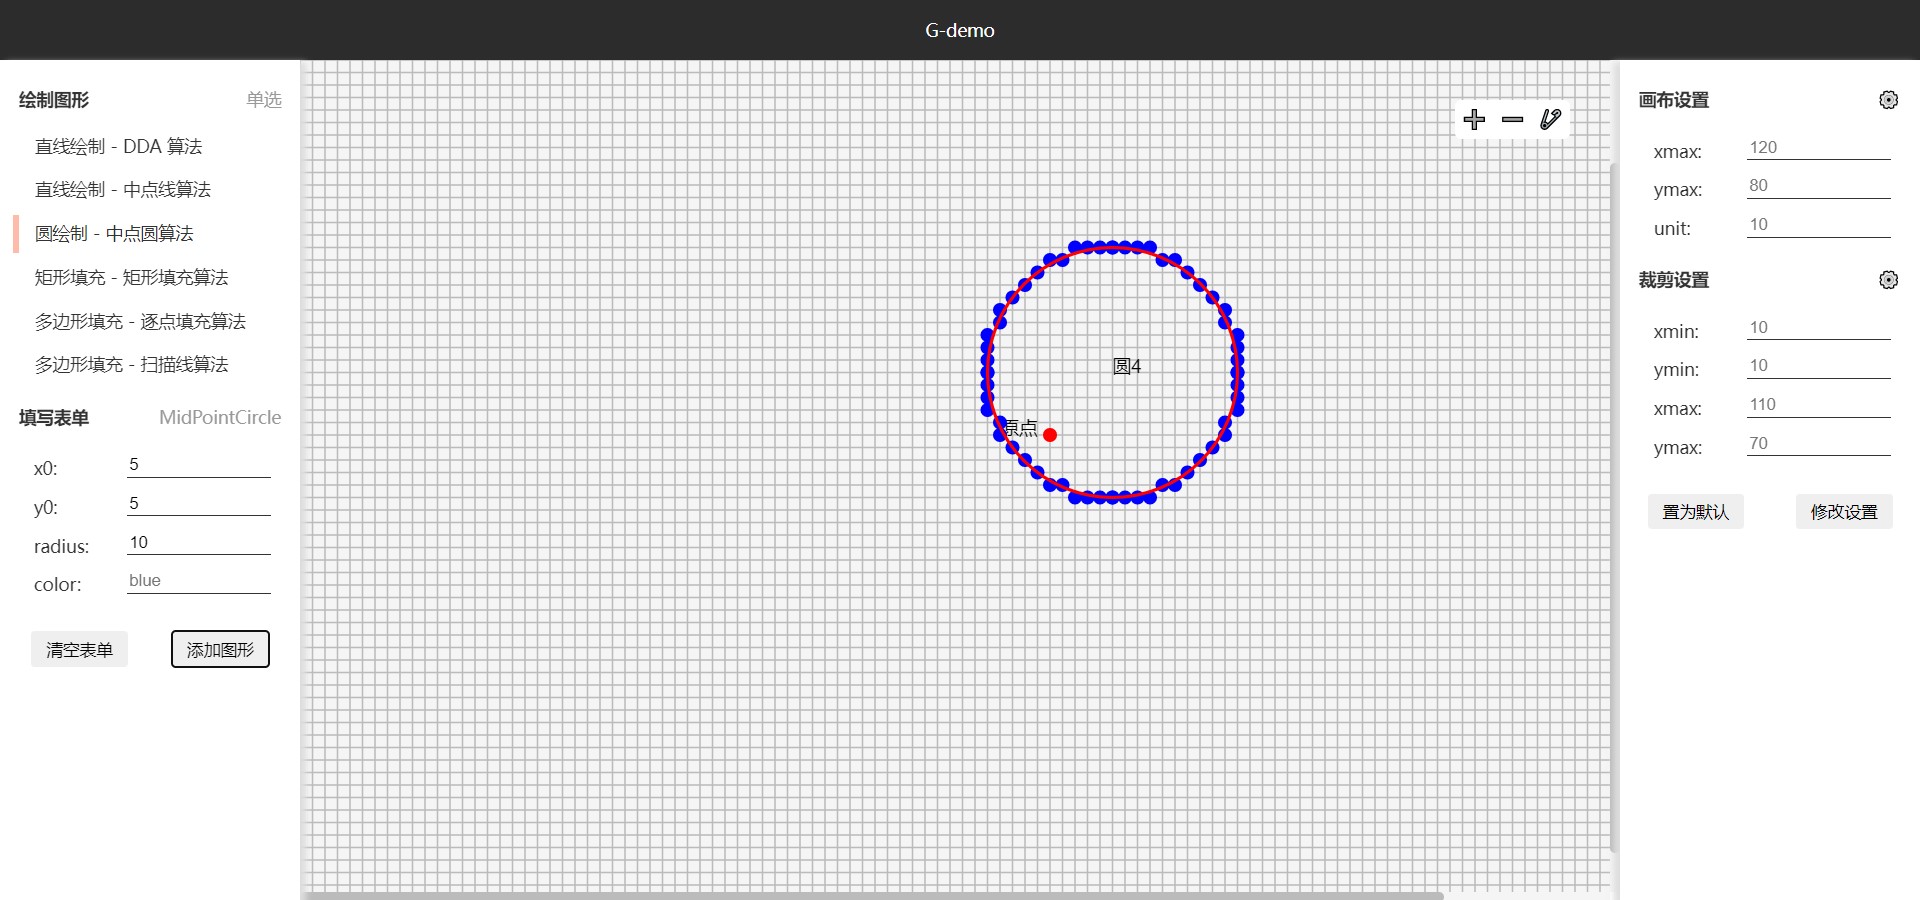 G-demo
绘制图形 单选
直线绘制 - DDA 算法
直线绘制 - 中点线算法
圆绘制 - 中点圆算法
矩形填充 - 矩形填充算法
多边形填充 - 逐点填充算法
多边形填充 - 扫描线算法
填写表单 MidPointCircle
x0: 5
y0: 5
radius: 10
color: blue
清空表单 添加图形
圆4
原点
画布设置
xmax: 120
ymax: 80
unit: 10
裁剪设置
xmin: 10
ymin: 10
xmax: 110
ymax: 70
置为默认 修改设置